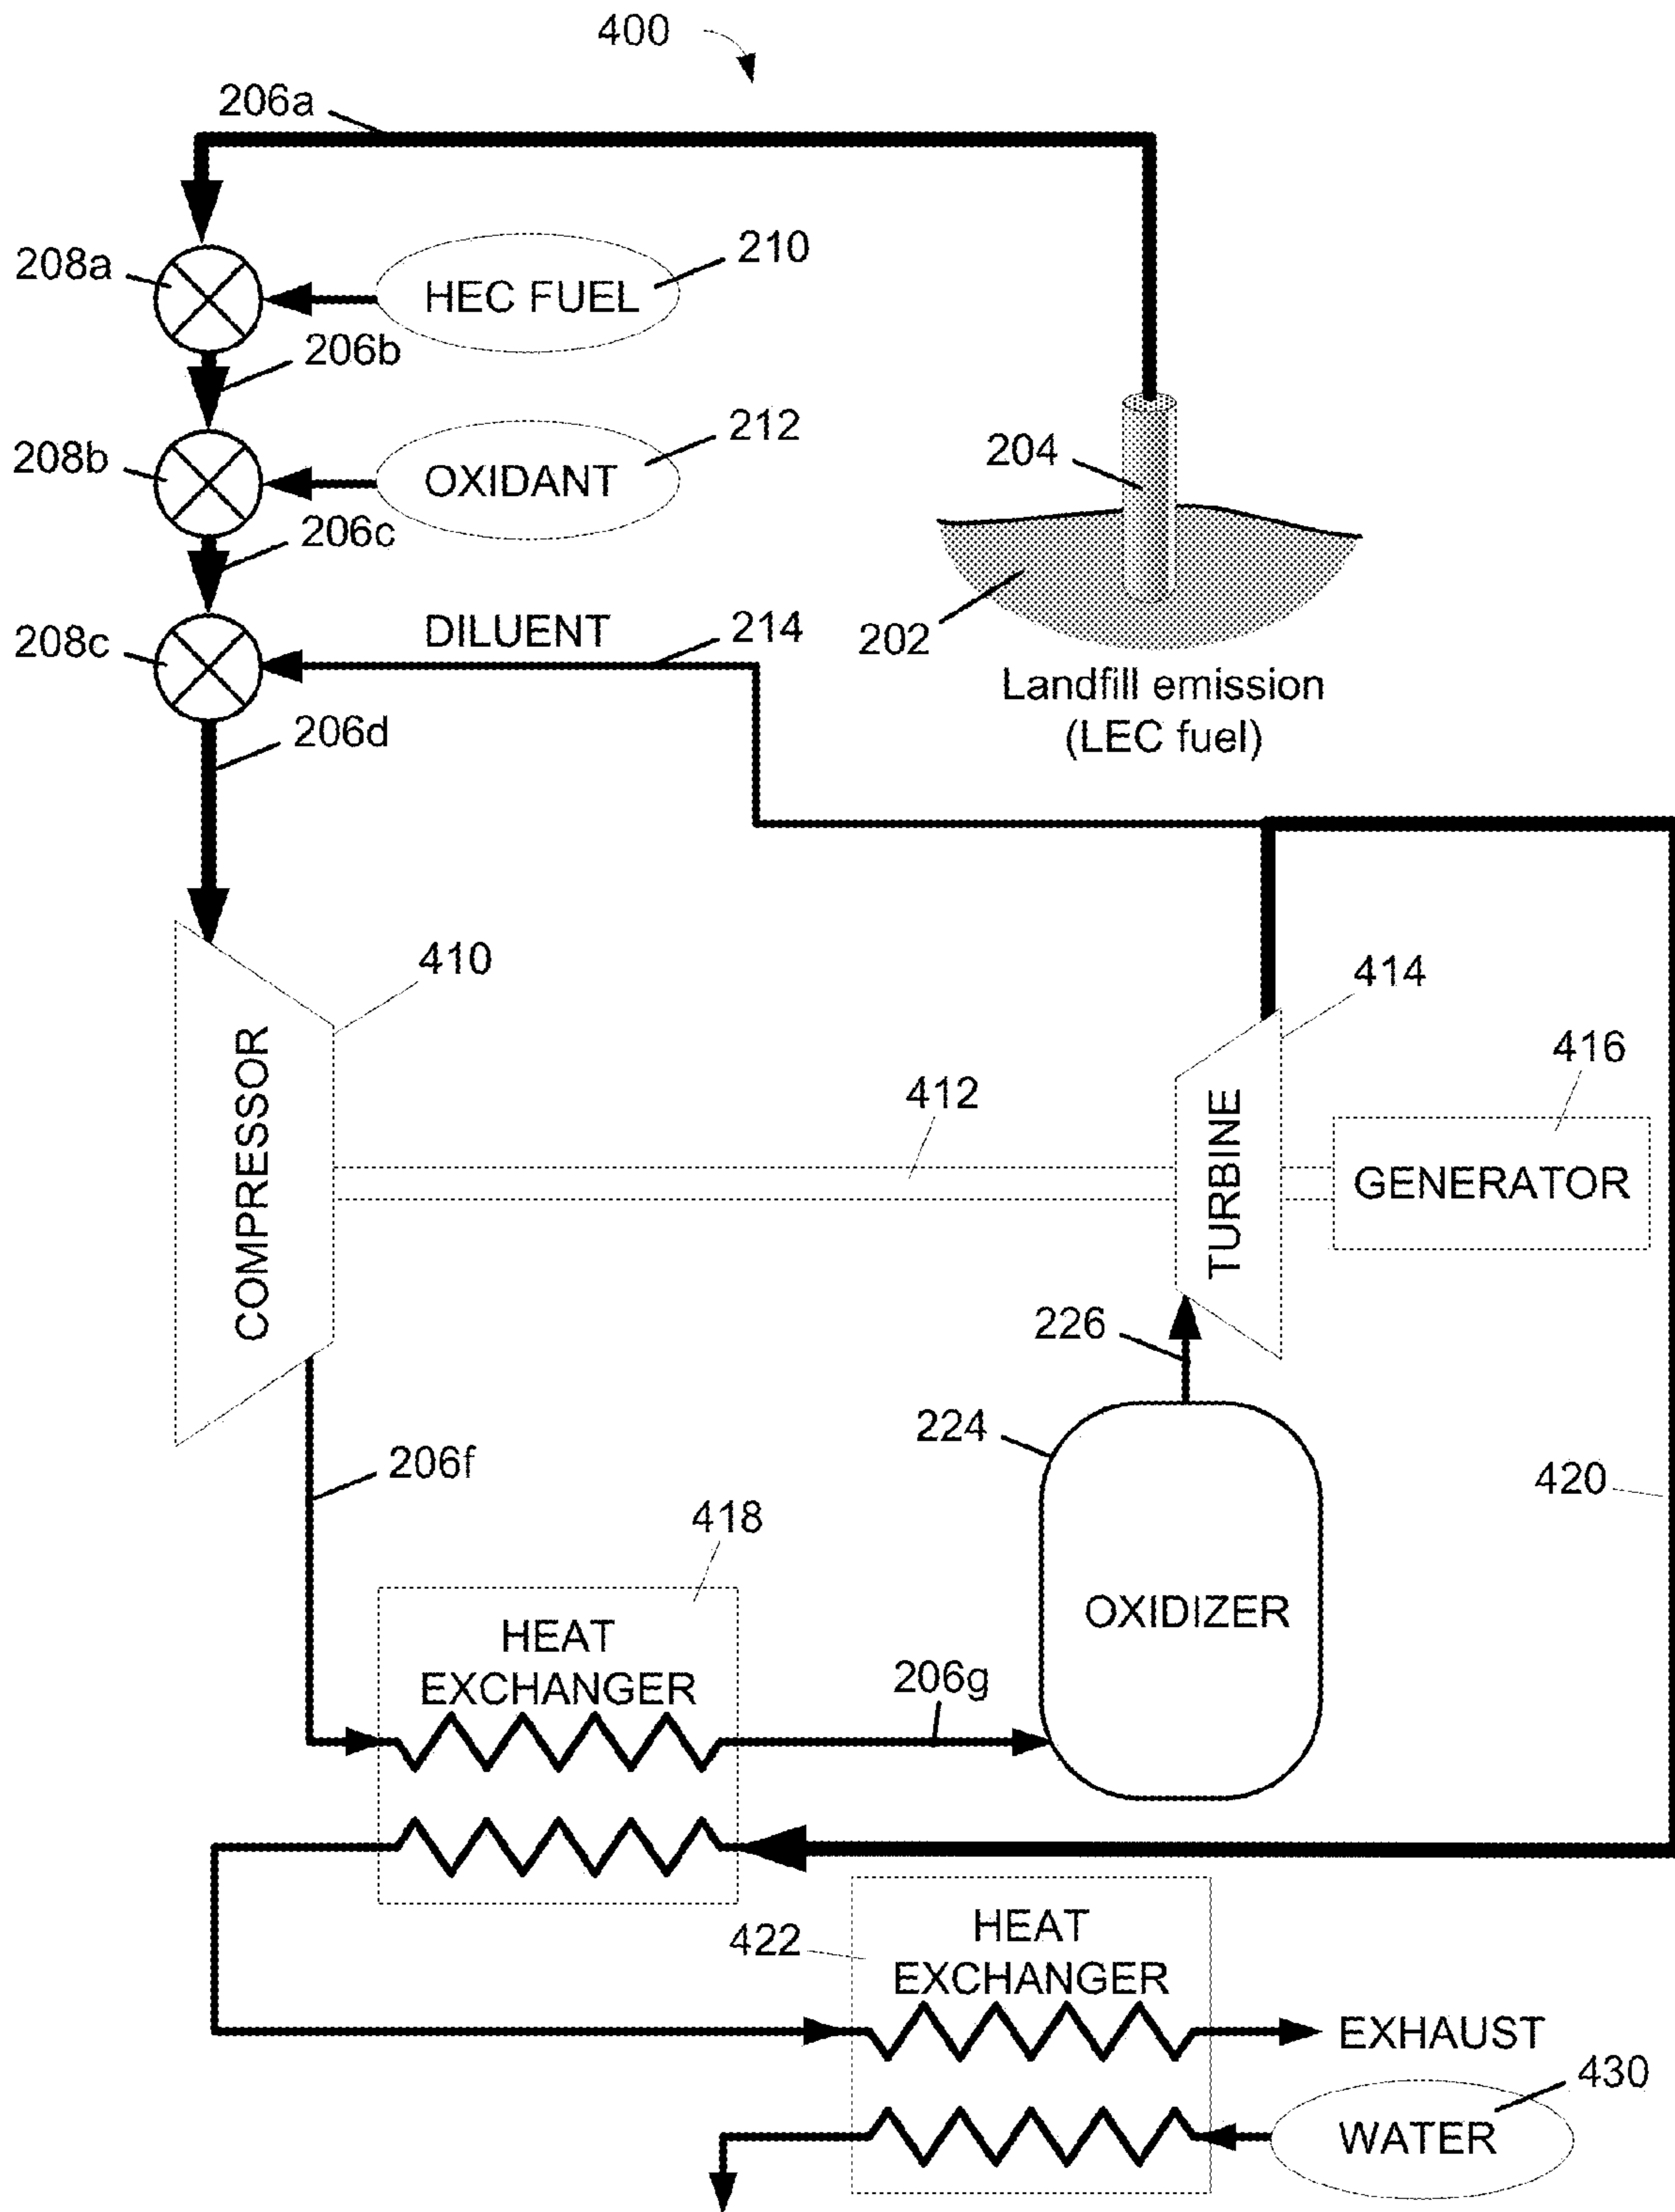 400
206a
208a
HEC FUEL
210
206b
208b
OXIDANT
212
204
206c
208c
DILUENT
214
202
Landfill emission
(LEC fuel)
206d
410
414
416
COMPRESSOR
412
TURBINE
GENERATOR
226
224
206f
420
418
HEAT
EXCHANGER
OXIDIZER
206g
422
HEAT
EXCHANGER
EXHAUST
430
WATER